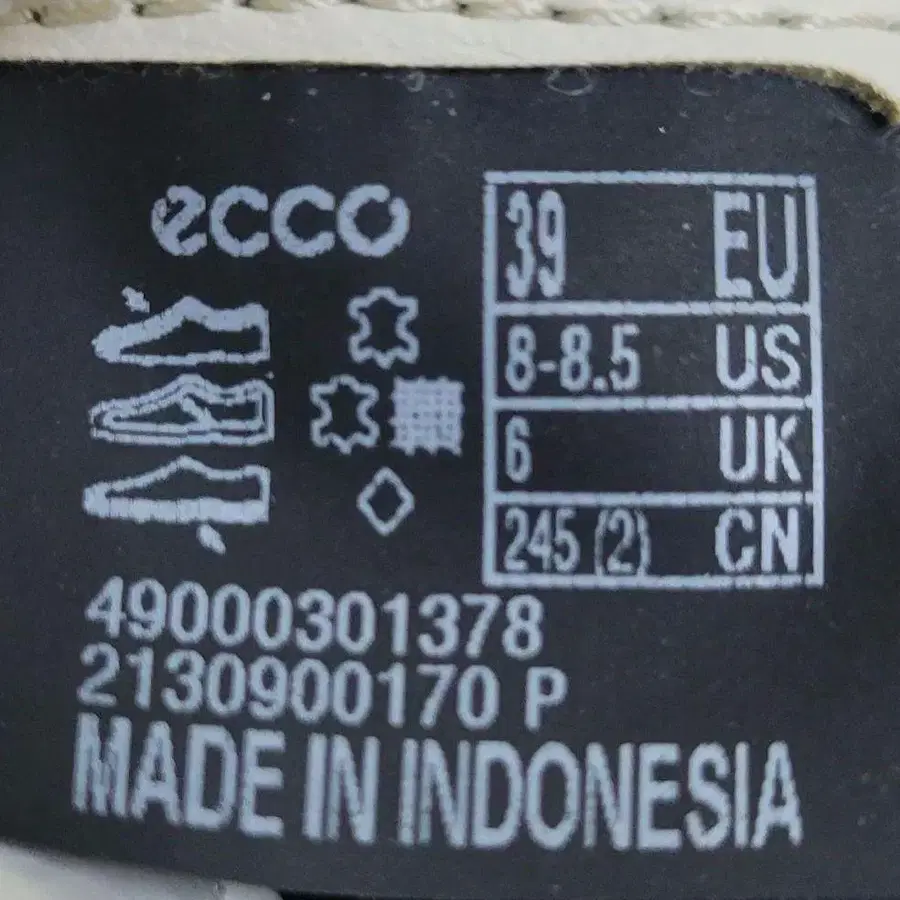 ecco
39 EU
8-8.5 US
6 UK
245 (2) CN
49000301378
2130900170 P
MADE IN INDONESIA